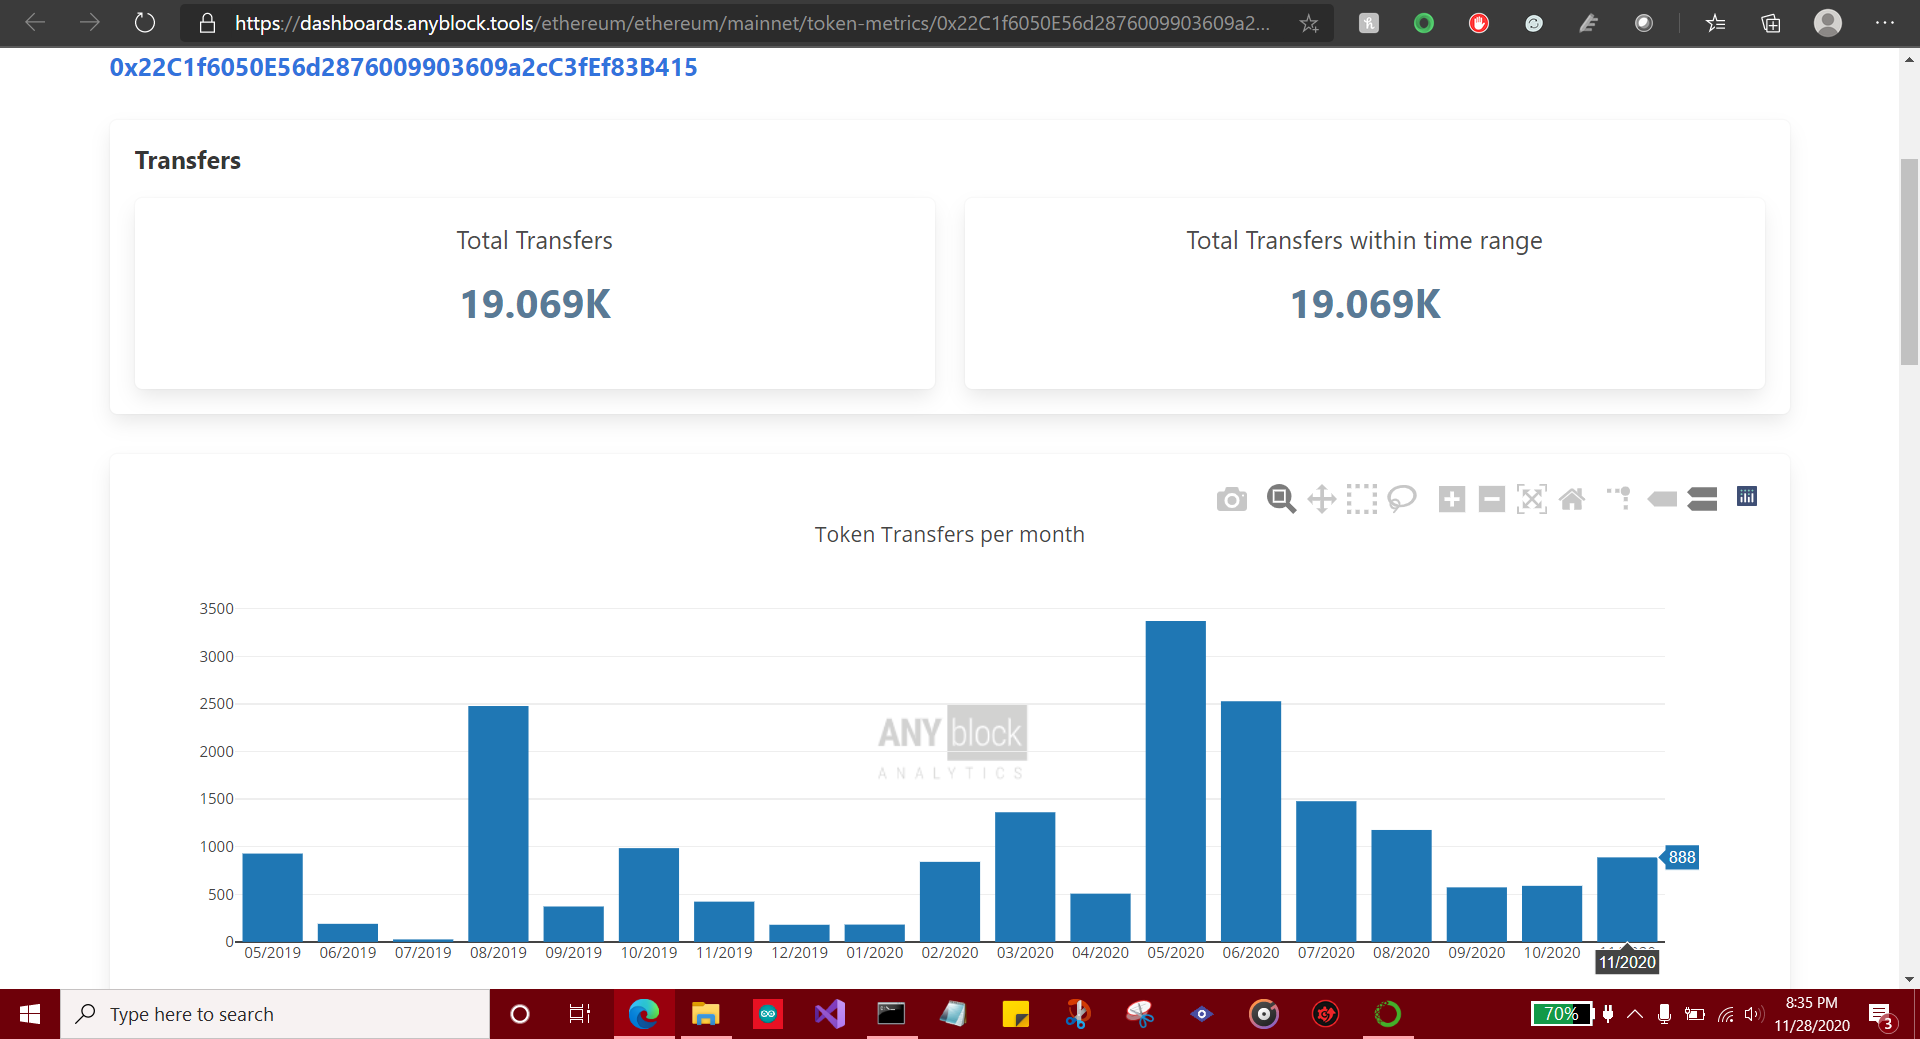 https://dashboards.anyblock.tools/ethereum/ethereum/mainnet/token-metrics/0x22C1f6050E56d2876009903609a2...
0x22C1f6050E56d2876009903609a2cC3fEf83B415
Transfers
Total Transfers
19.069K
Total Transfers within time range
19.069K
Token Transfers per month
3500
3000
2500
2000
1500
1000
500
0
ANY block
ANALYTICS
888
05/2019 06/2019 07/2019 08/2019 09/2019 10/2019 11/2019 12/2019 01/2020 02/2020 03/2020 04/2020 05/2020 06/2020 07/2020 08/2020 09/2020 10/2020
11/2020
Type here to search
70%
8:35 PM
11/28/2020
3